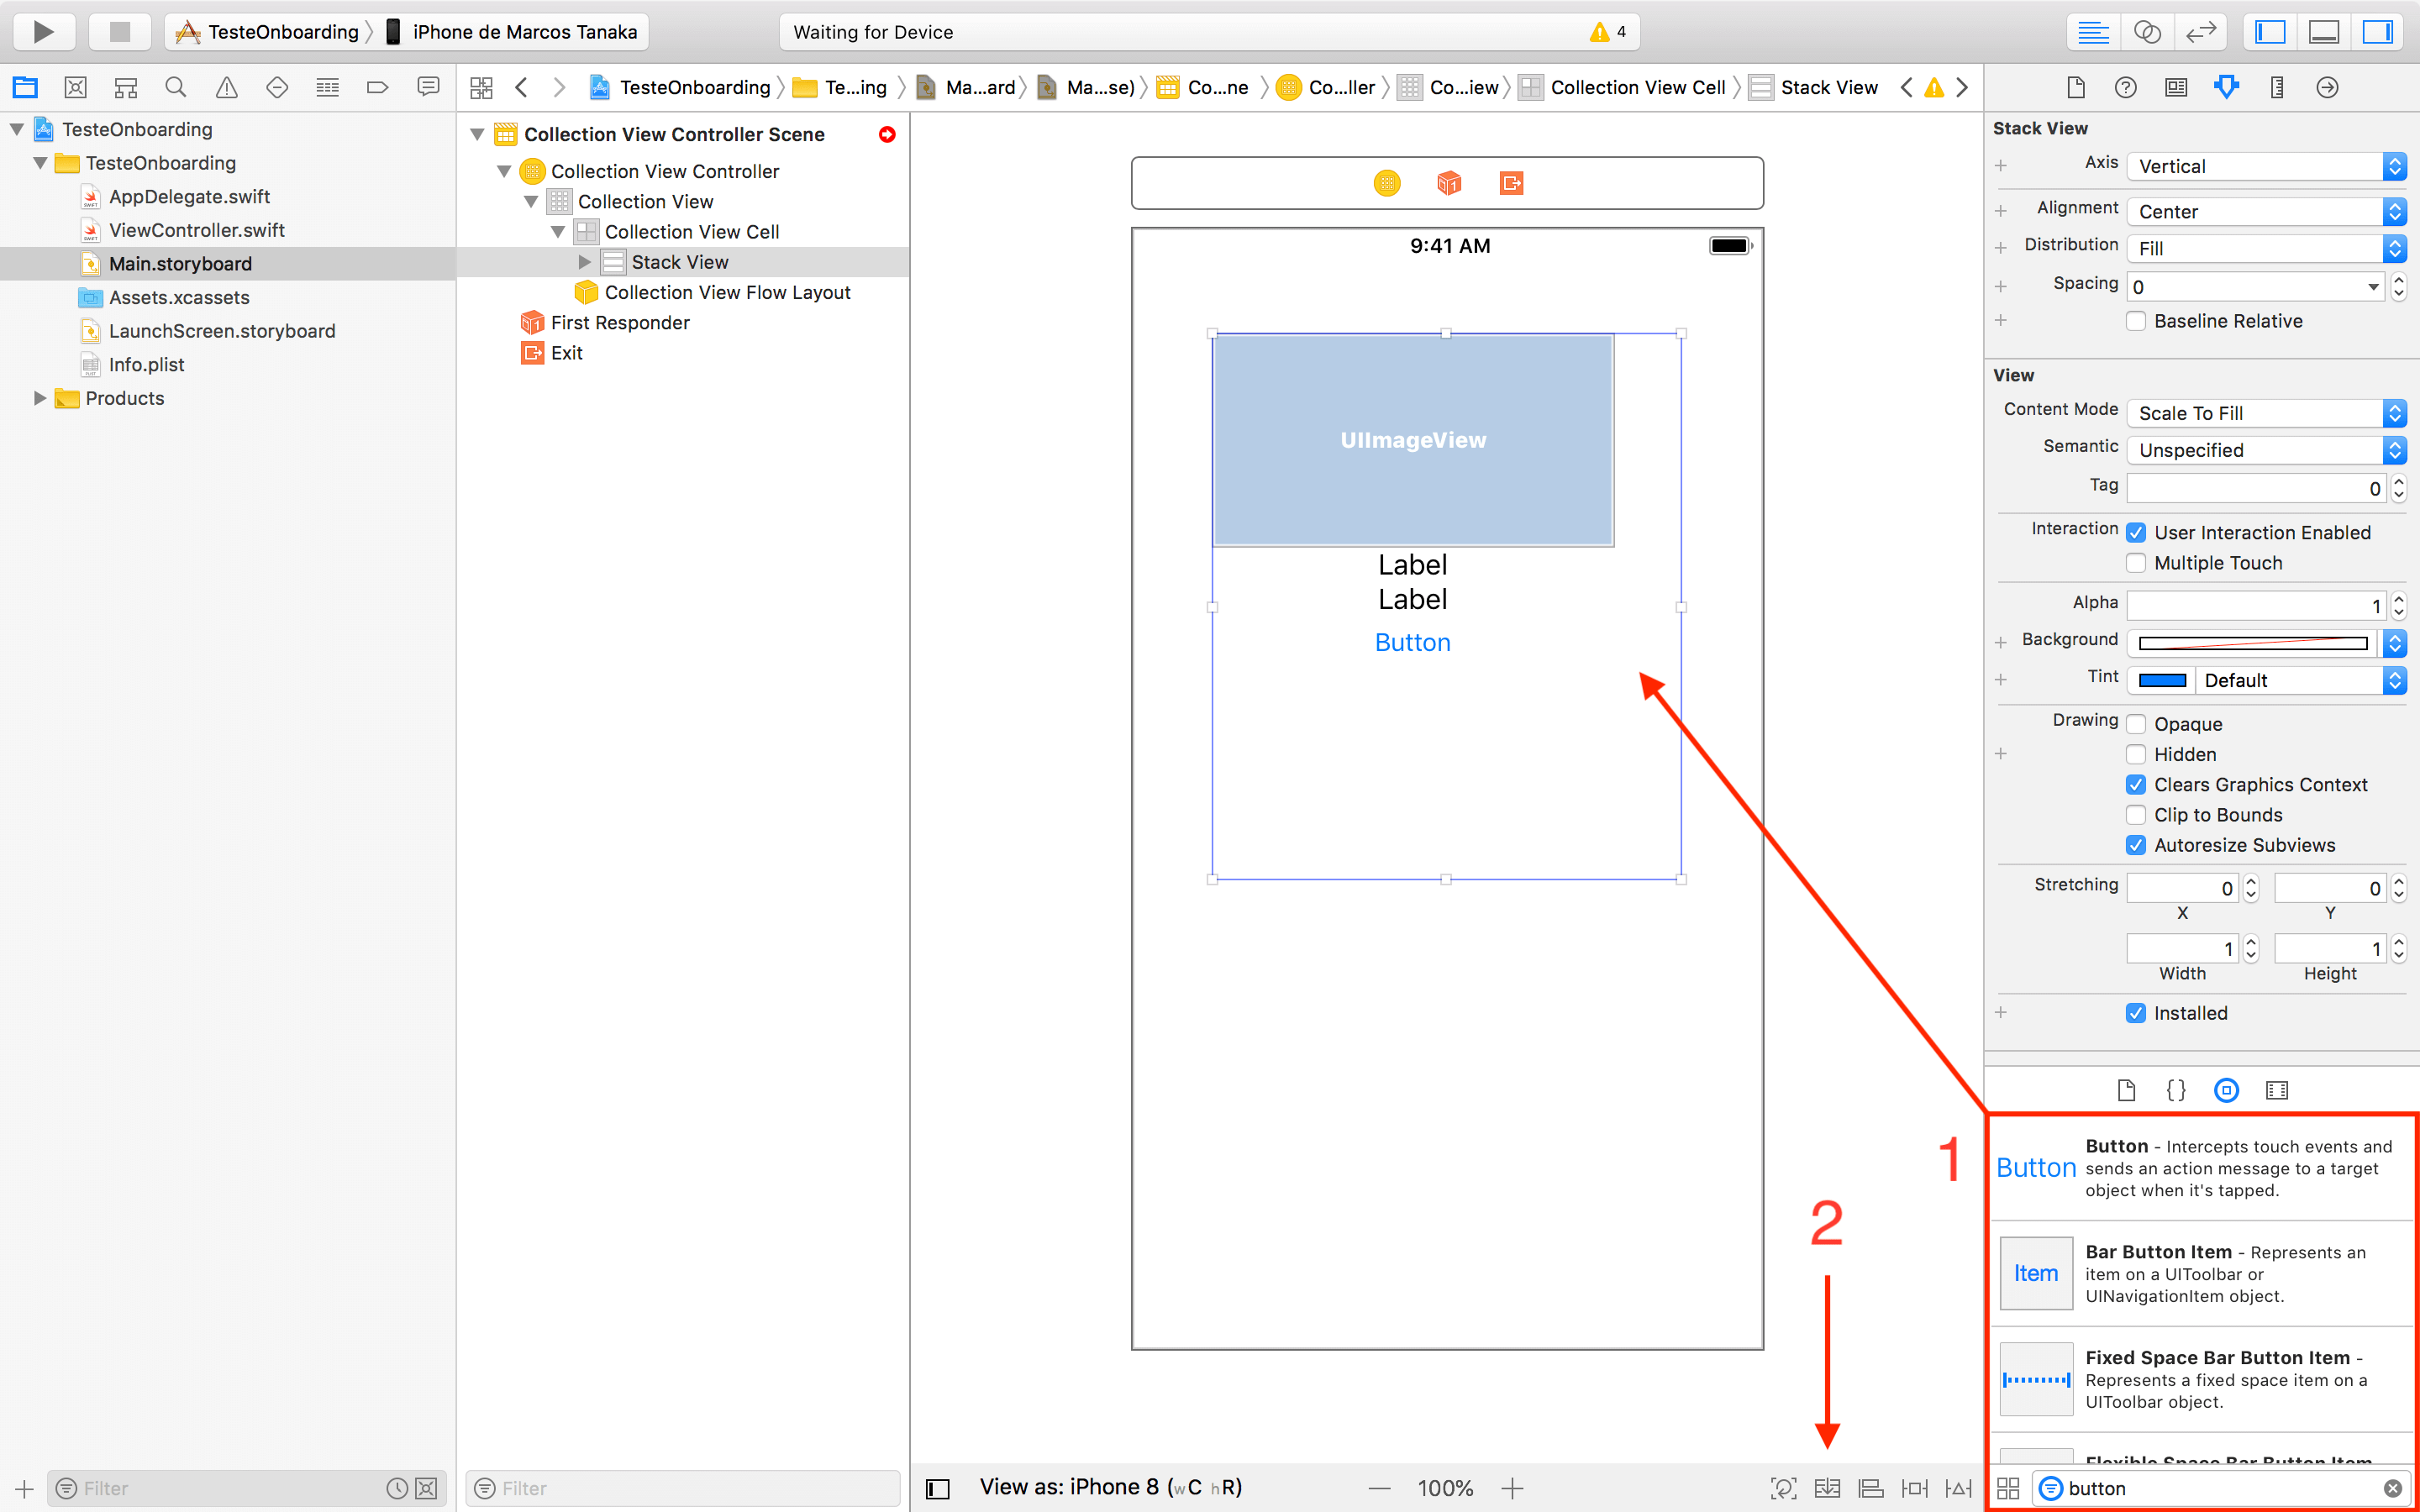 TesteOnboarding iPhone de Marcos Tanaka
Waiting for Device 4
TesteOnboarding Te...ing Ma...ard Ma...se) Co...ne Co...ller Co...iew Collection View Cell Stack View
TesteOnboarding
TesteOnboarding
AppDelegate.swift
ViewController.swift
Main.storyboard
Assets.xcassets
LaunchScreen.storyboard
Info.plist
Products
Filter
Collection View Controller Scene
Collection View Controller
Collection View
Collection View Cell
Stack View
Collection View Flow Layout
First Responder
Exit
Filter
9:41 AM
UIImageView
Label
Label
Button
1
2
View as: iPhone 8 (wC hR)
100%
Stack View
Axis Vertical
Alignment Center
Distribution Fill
Spacing 0
Baseline Relative
View
Content Mode Scale To Fill
Semantic Unspecified
Tag 0
Interaction User Interaction Enabled
Multiple Touch
Alpha 1
Background
Tint Default
Drawing Opaque
Hidden
Clears Graphics Context
Clip to Bounds
Autoresize Subviews
Stretching 0 0
X Y
1 1
Width Height
Installed
{}
Button
Button - Intercepts touch events and
sends an action message to a target
object when it's tapped.
Item
Bar Button Item - Represents an
item on a UIToolbar or
UINavigationItem object.
Fixed Space Bar Button Item -
Represents a fixed space item on a
UIToolbar object.
Flexible Space Bar Button Item
button